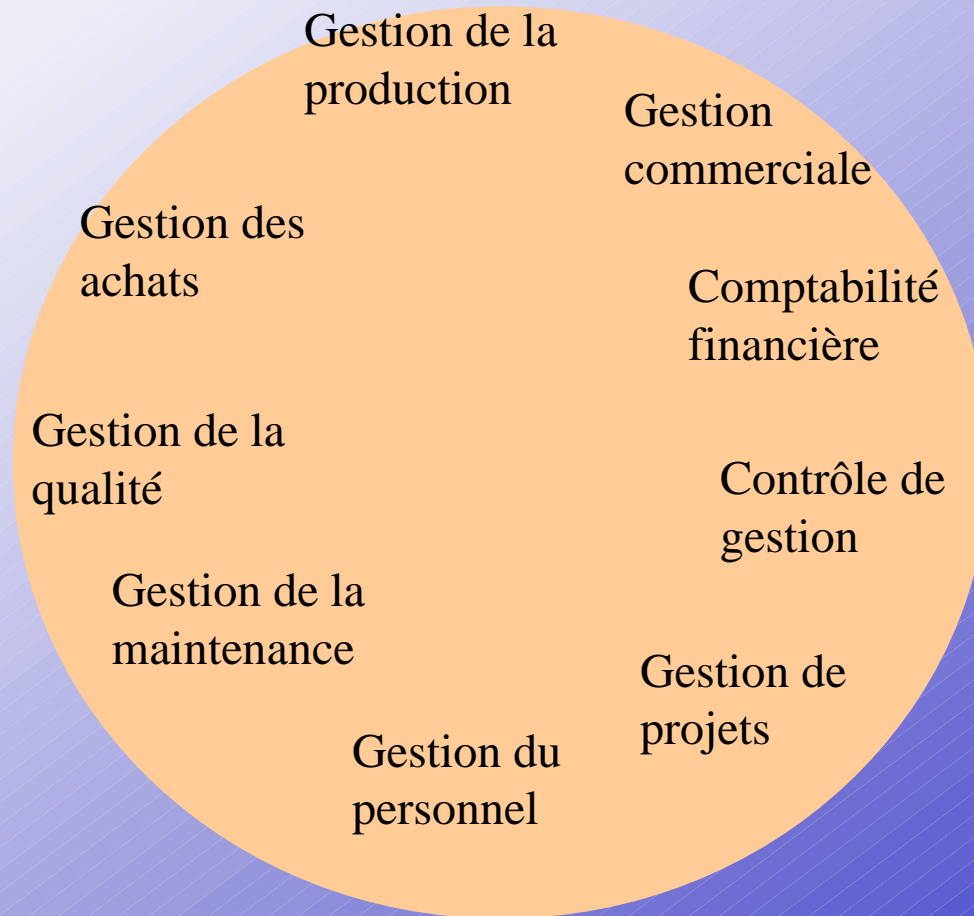 Gestion de la
production
Gestion
commerciale
Gestion des
achats
Comptabilité
financière
Gestion de la
qualité
Contrôle de
gestion
Gestion de la
maintenance
Gestion de
projets
Gestion du
personnel